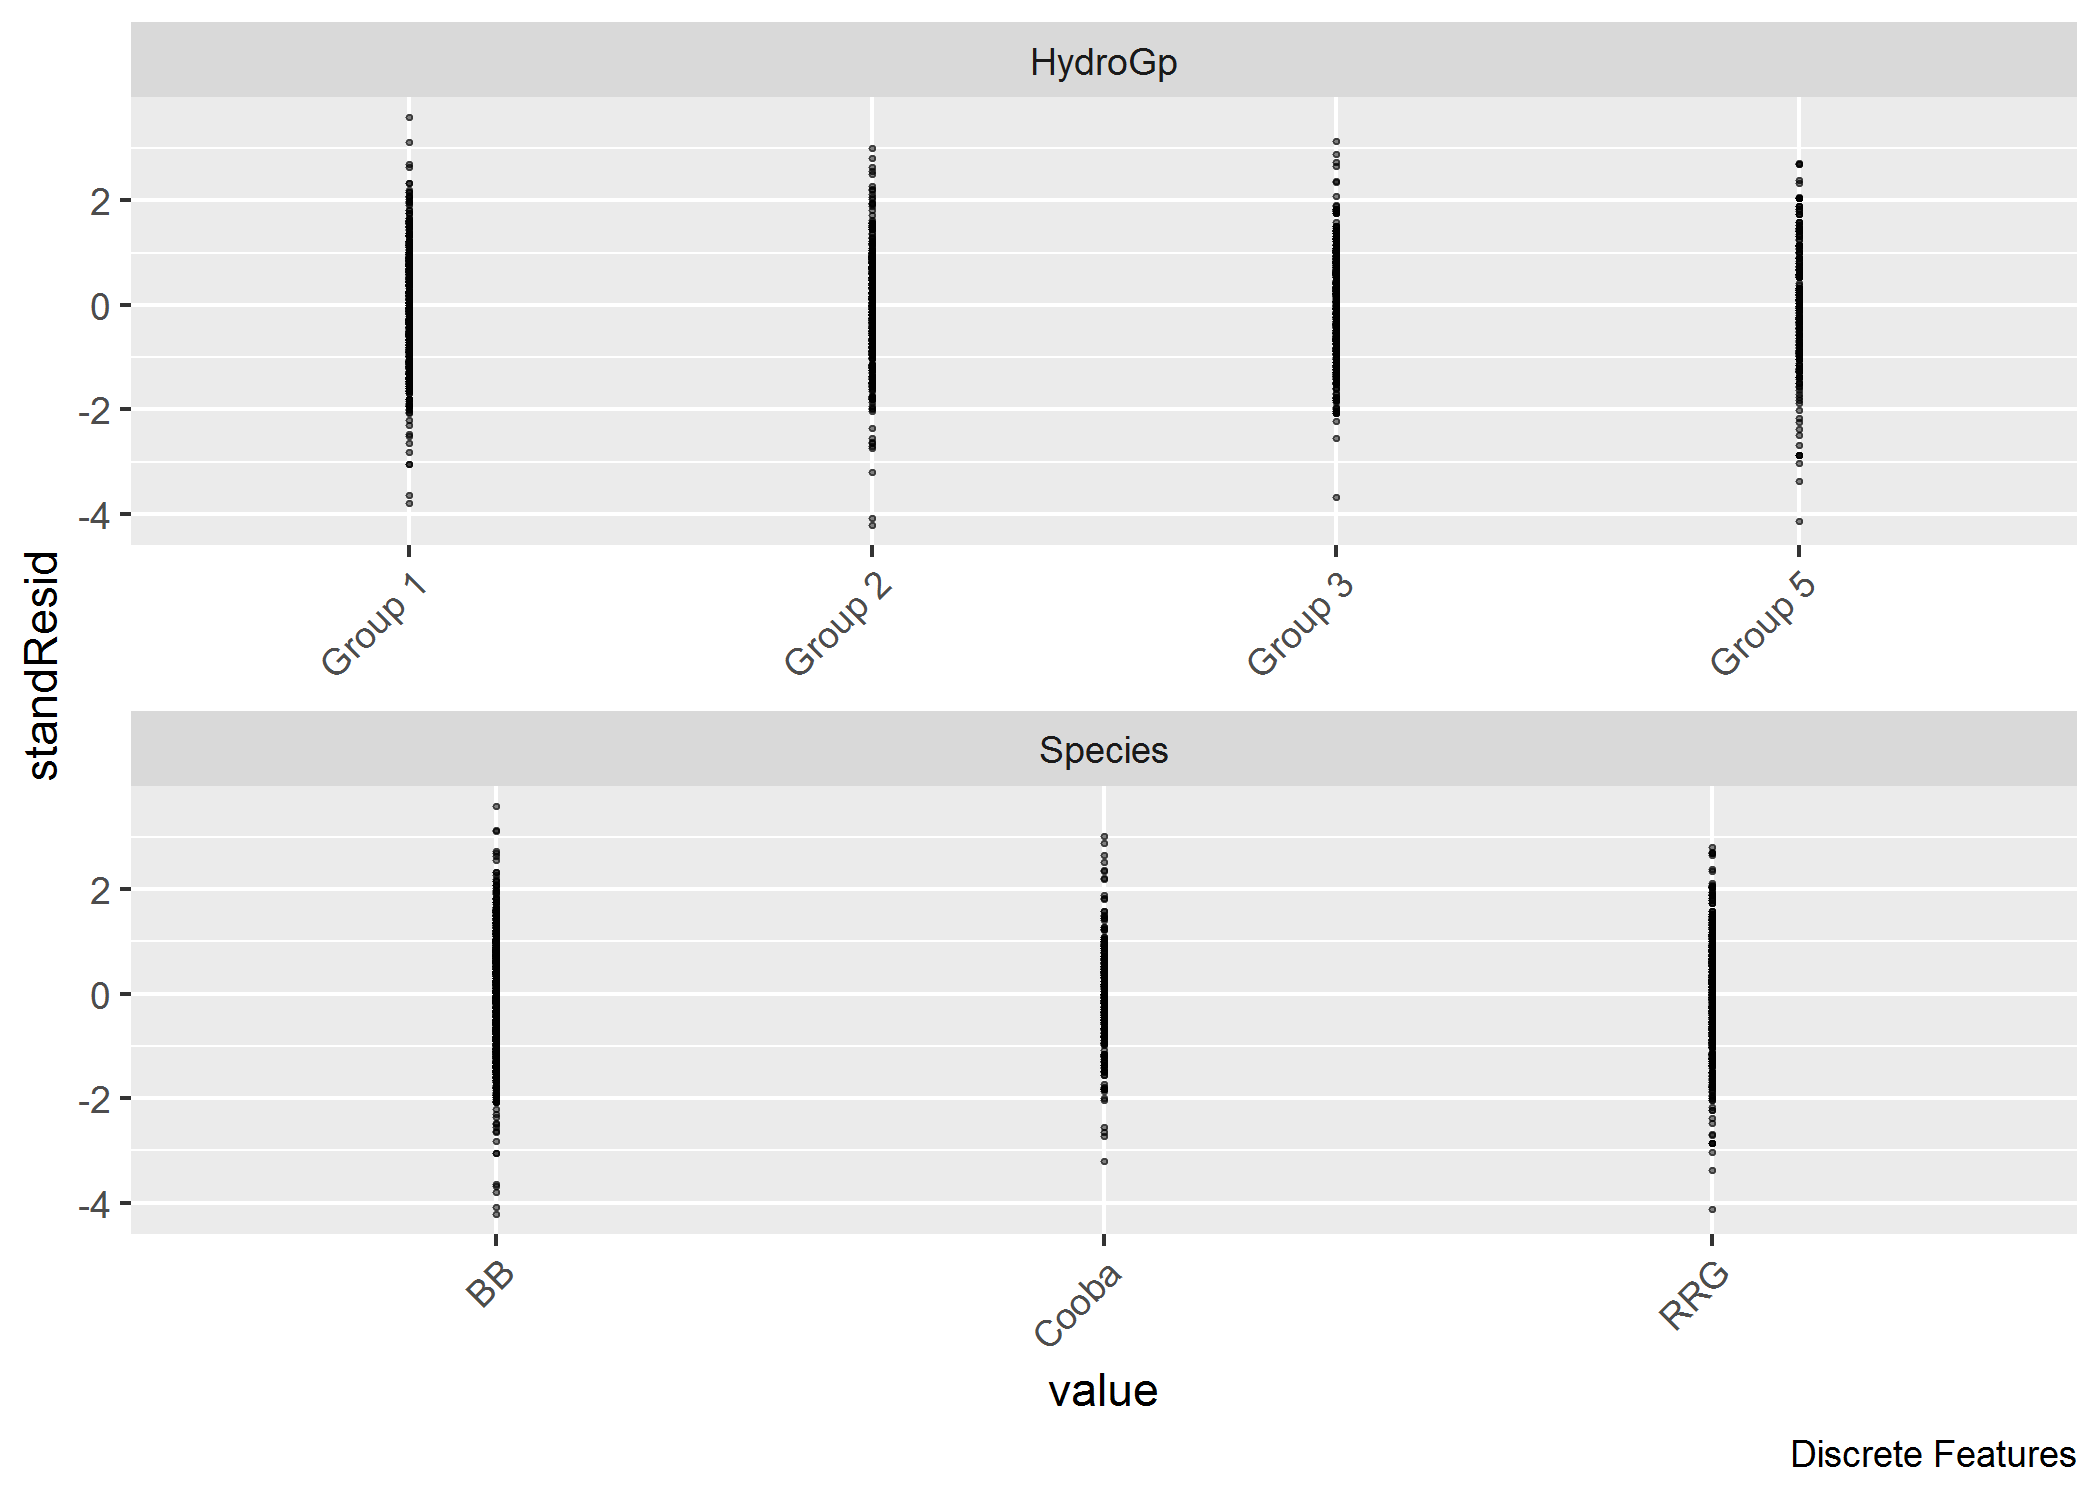 HydroGp
2
0
-2
-4
Group 1
Group 2
Group 3
Group 5
standResid
Species
2
0
-2
-4
BB
Cooba
RRG
value
Discrete Features